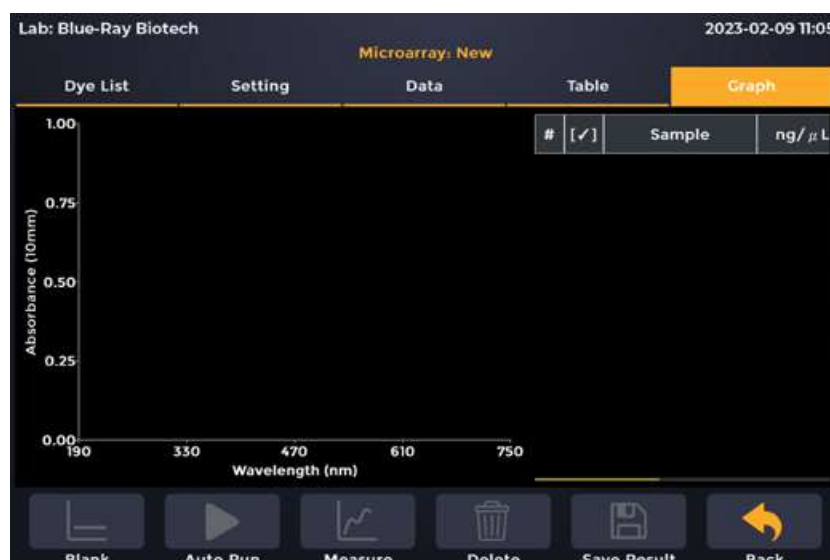 Lab: Blue-Ray Biotech 2023-02-09 11:05
Microarray: New
Dye List Setting Data Table Graph
# [✓] Sample ng/μL
1.00
0.75
0.50
0.25
0.00
Absorbance (10mm)
190 330 470 610 750
Wavelength (nm)
Blank Auto Run Measure Delete Save Result Back